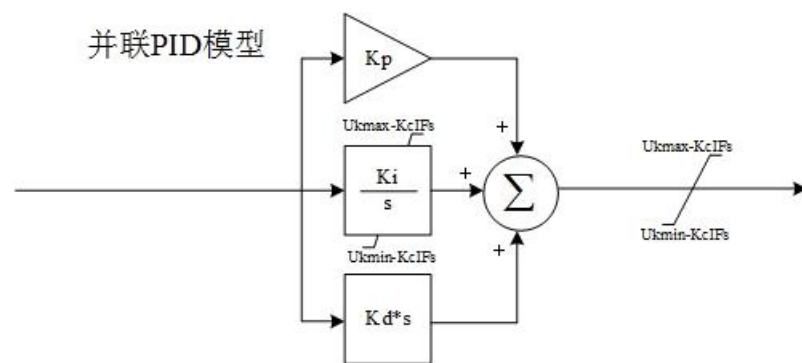 并联PID模型
Kp
+
Ukmax-KcIFs
Ki
s
+
Σ
Ukmax-KcIFs
Ukmin-KcIFs
Ukmin-KcIFs
+
Kd*s